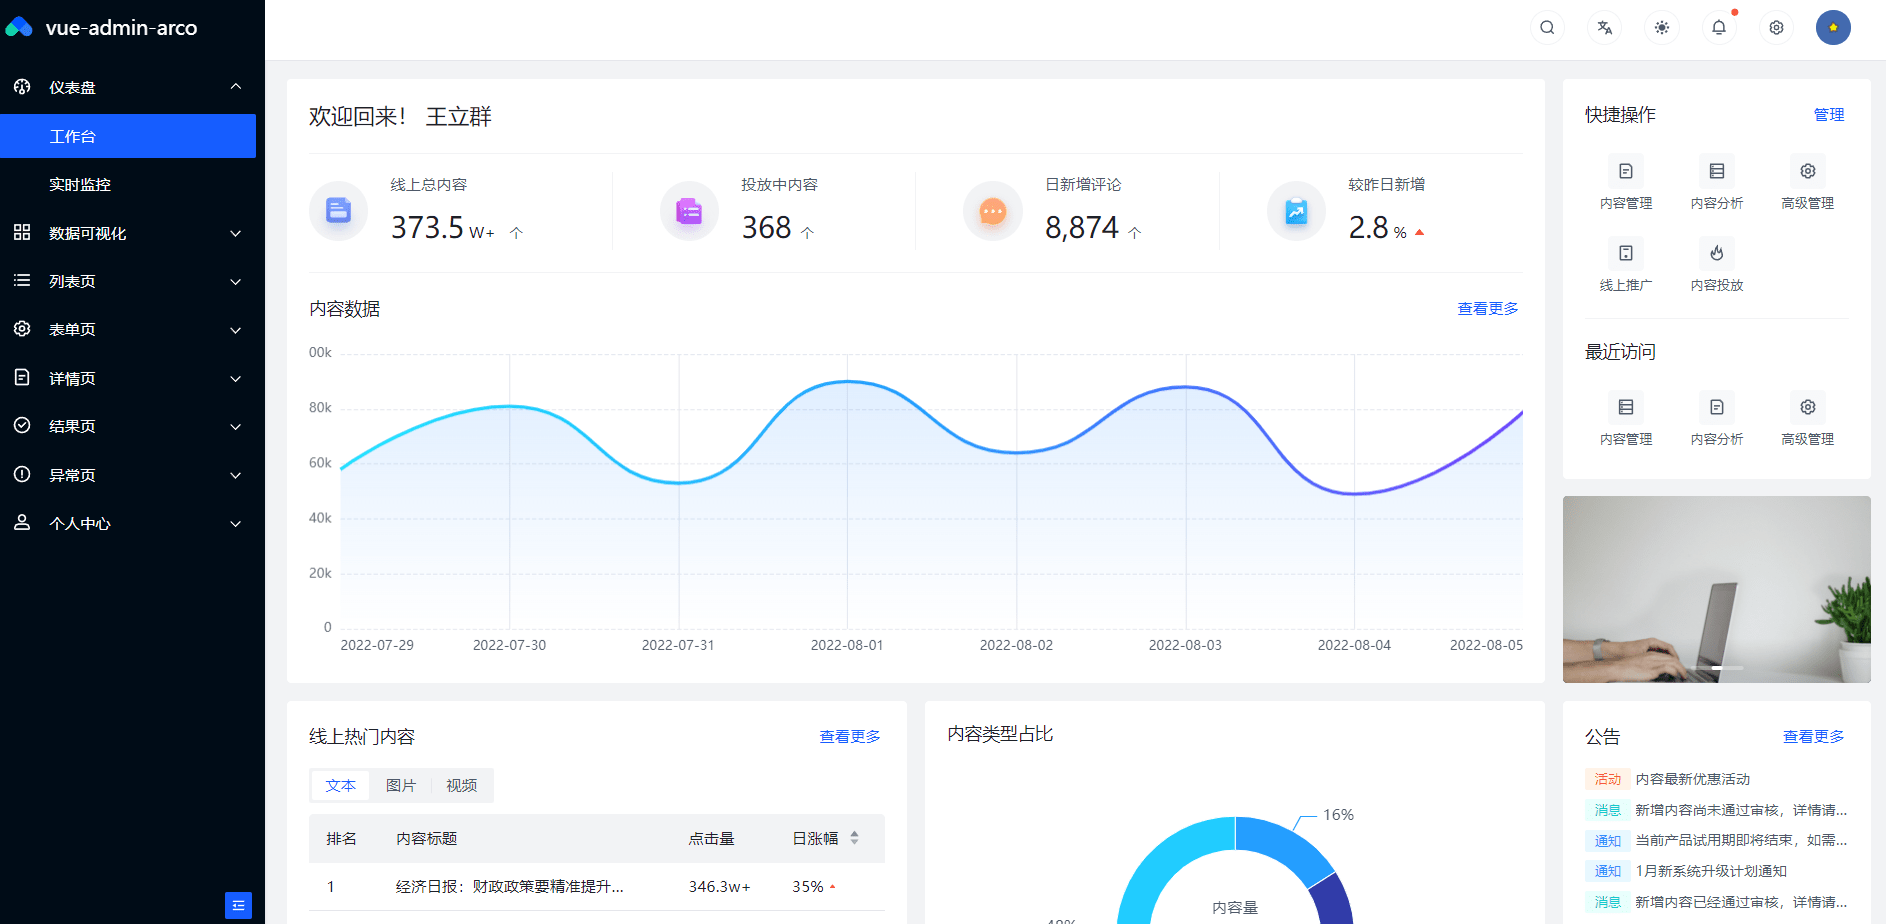 vue-admin-arco
仪表盘
工作台
实时监控
数据可视化
列表页
表单页
详情页
结果页
异常页
个人中心
欢迎回来！ 王立群
线上总内容
373.5 W+ 个
投放中内容
368 个
日新增评论
8,874 个
较昨日新增
2.8 %
内容数据
查看更多
00k
80k
60k
40k
20k
0
2022-07-29 2022-07-30 2022-07-31 2022-08-01 2022-08-02 2022-08-03 2022-08-04 2022-08-05
快捷操作
管理
内容管理 内容分析 高级管理
线上推广 内容投放
最近访问
内容管理 内容分析 高级管理
线上热门内容
查看更多
文本 图片 视频
排名 内容标题 点击量 日涨幅
1 经济日报：财政政策要精准提升... 346.3w+ 35%
内容类型占比
16%
内容量
公告
查看更多
活动 内容最新优惠活动
消息 新增内容尚未通过审核，详情请...
通知 当前产品试用期即将结束，如需...
通知 1月新系统升级计划通知
消息 新增内容已经通过审核，详情请...